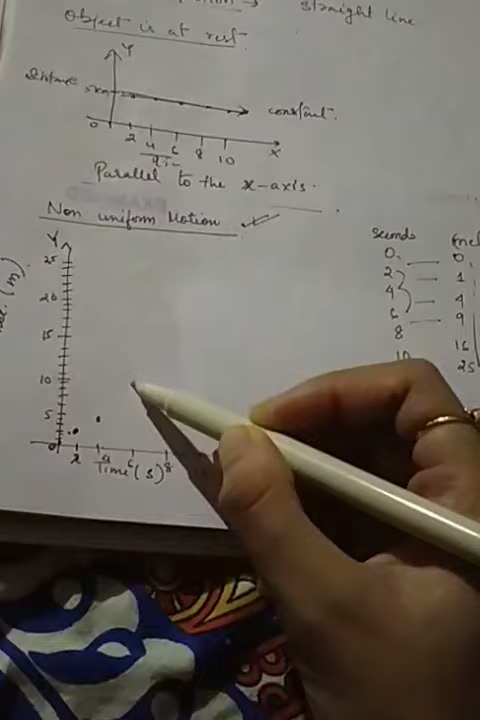 straight line
Object is at rest
Y
Distance
constant.
0 2 4 6 8 10
X
Parallel to the x-axis.
Non uniform Motion
Y
(m)
25
20
15
10
5
0 2 4 6 8
Time (s)
Seconds
0 0
2 1
4 4
6 9
8 16
10 25